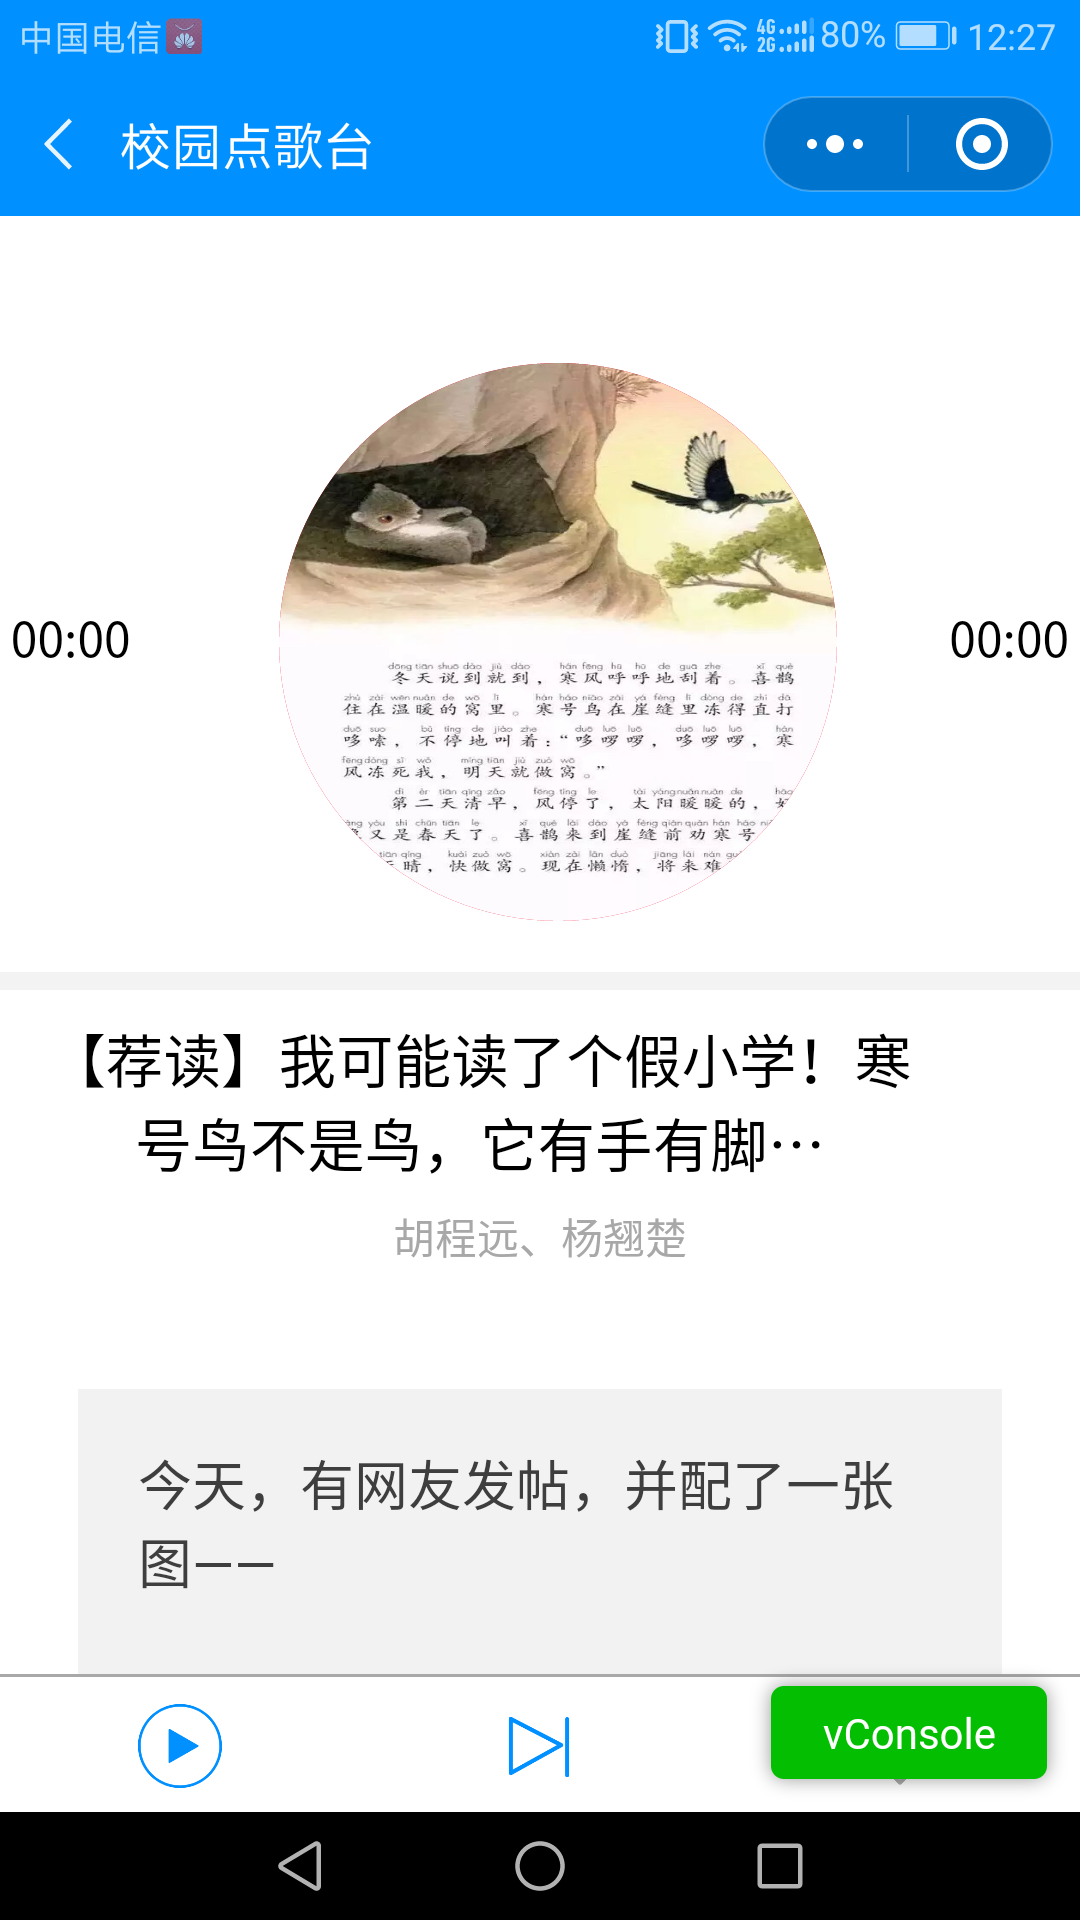 中国电信
4G
2G
80%
12:27
校园点歌台
00:00
00:00
dōng tiān shuō dào jiù dào hán fēng hū hū de guā zhe xǐ què
冬天说到就到，寒风呼呼地刮着。喜鹊
zhù zài wēn nuǎn de wō lǐ hán háo niǎo zài yá fèng lǐ dòng de zhí dǎ
住在温暖的窝里。寒号鸟在崖缝里冻得直打
duō suo bù tíng de jiào zhe duō luō luō duō luō luō hán
哆嗦，不停地叫着：“哆啰啰，哆啰啰，寒
fēng dòng sǐ wǒ míng tiān jiù zuò wō
风冻死我，明天就做窝。”
dì èr tiān qīng zǎo fēng tíng le tài yáng nuǎn nuǎn de hǎo
第二天清早，风停了，太阳暖暖的，好
yòu shì chūn tiān le xǐ què lái dào yá fèng qián quàn hán háo
又是春天了。喜鹊来到崖缝前劝寒号
tiān qíng kuài zuò wō xiàn zài lǎn duò jiāng lái nán
晴，快做窝。现在懒惰，将来难
【荐读】我可能读了个假小学！寒
号鸟不是鸟，它有手有脚…
胡程远、杨翘楚
今天，有网友发帖，并配了一张
图——
vConsole